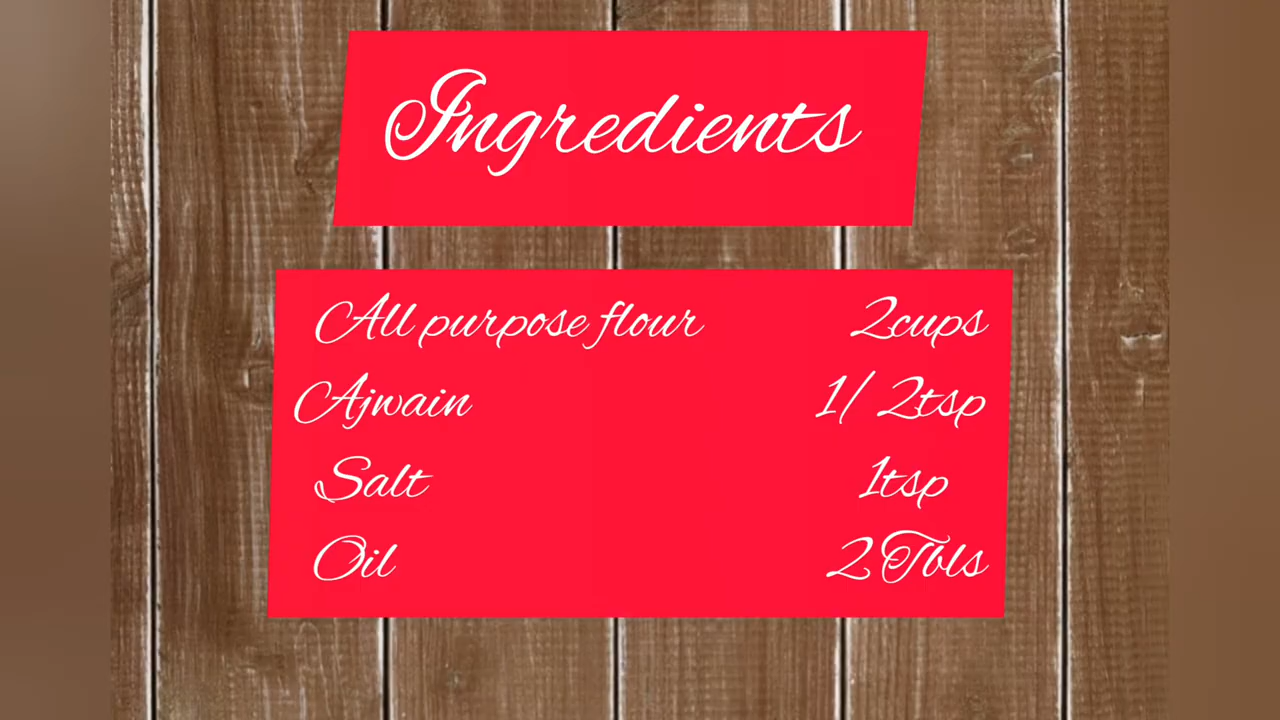 Ingredients
All purpose flour 2cups
Ajwain 1/2tsp
Salt 1tsp
Oil 2Tbls